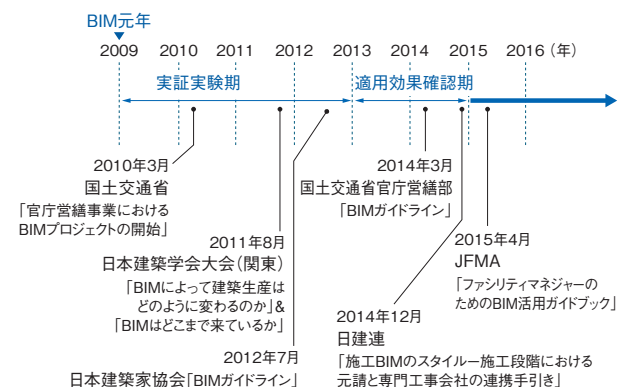 BIM元年
2009 2010 2011 2012 2013 2014 2015 2016(年)
実証実験期
適用効果確認期
2010年3月
国土交通省
「官庁営繕事業における
BIMプロジェクトの開始」
2011年8月
日本建築学会大会(関東)
「BIMによって建築生産は
どのように変わるのか」&
「BIMはどこまで来ているか」
2012年7月
日本建築家協会「BIMガイドライン」
2014年3月
国土交通省官庁営繕部
「BIMガイドライン」
2014年12月
日建連
「施工BIMのスタイルー施工段階における
元請と専門工事会社の連携手引き」
2015年4月
JFMA
「ファシリティマネジャーの
ためのBIM活用ガイドブック」